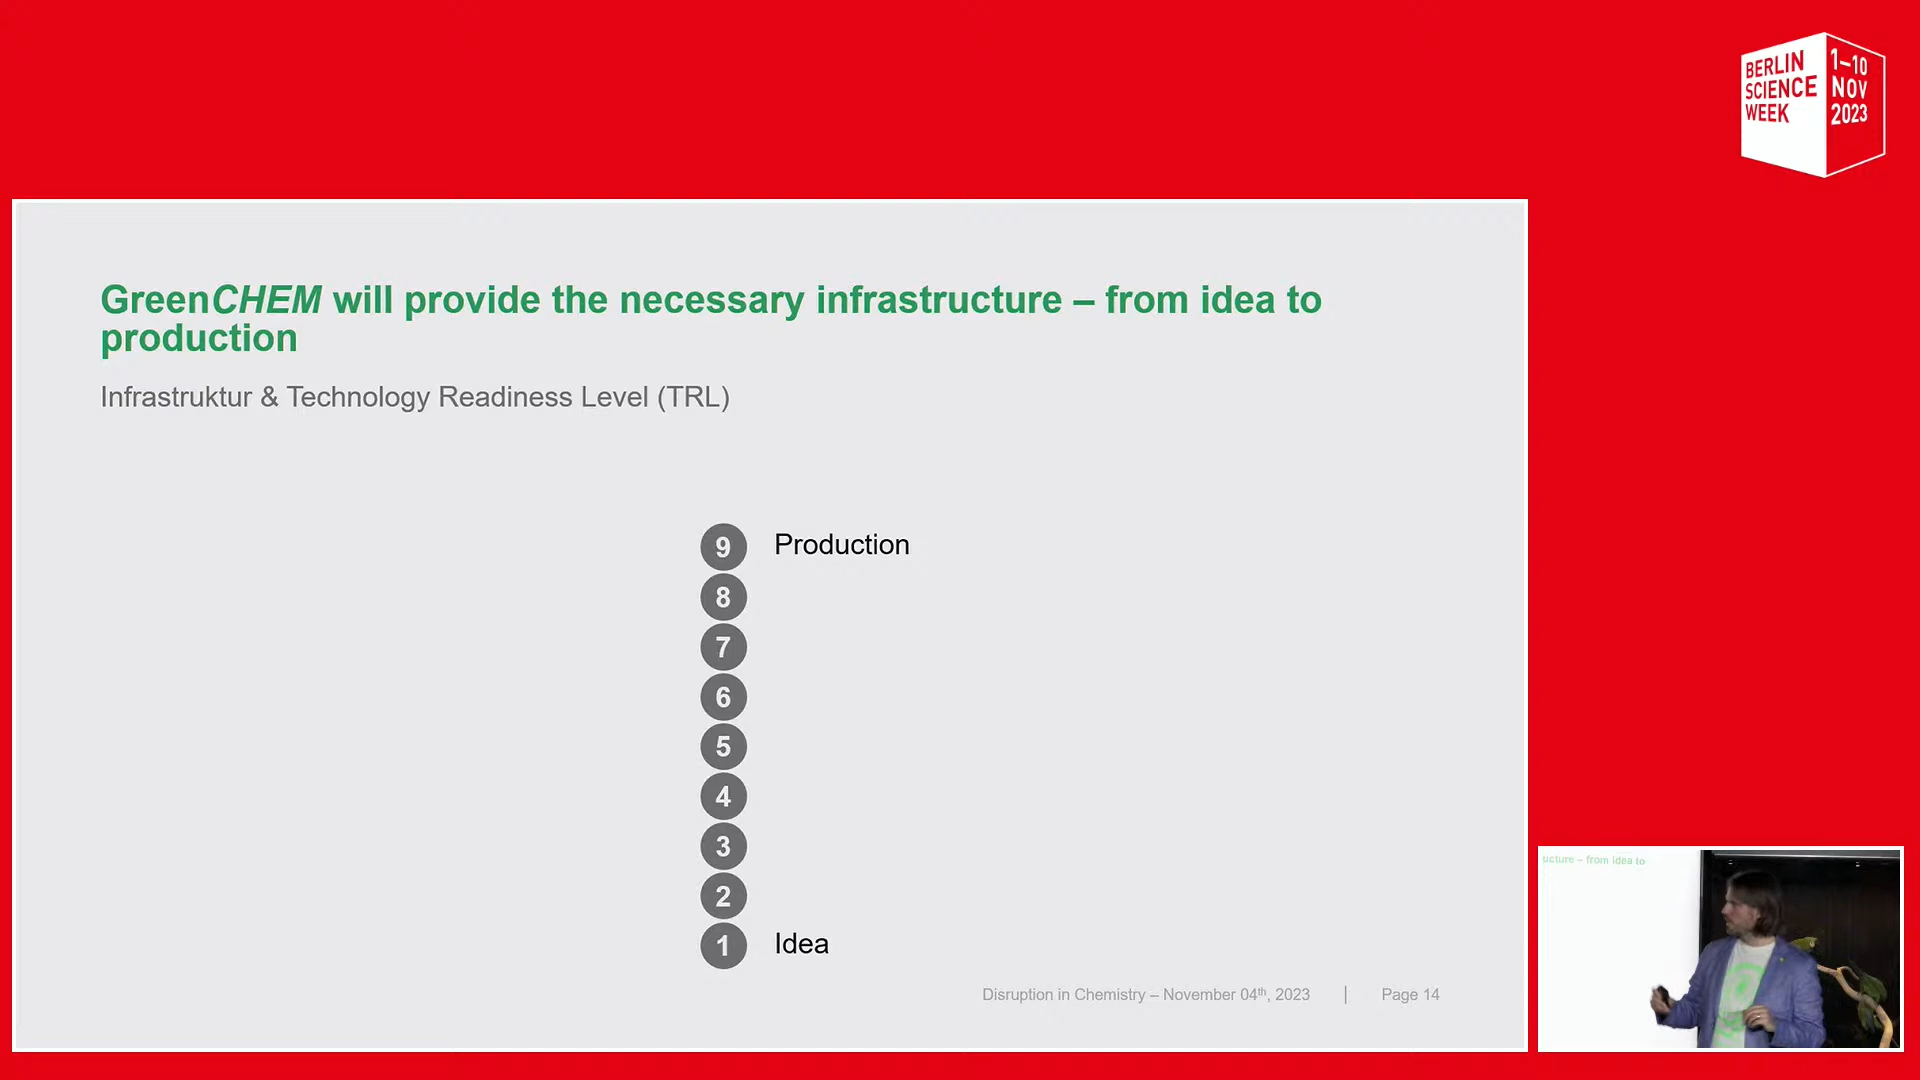 BERLIN
SCIENCE
WEEK
1–10
NOV
2023
GreenCHEM will provide the necessary infrastructure – from idea to
production
Infrastruktur & Technology Readiness Level (TRL)
9 Production
8
7
6
5
4
3
2
1 Idea
Disruption in Chemistry – November 04th, 2023 | Page 14
ucture – from idea to